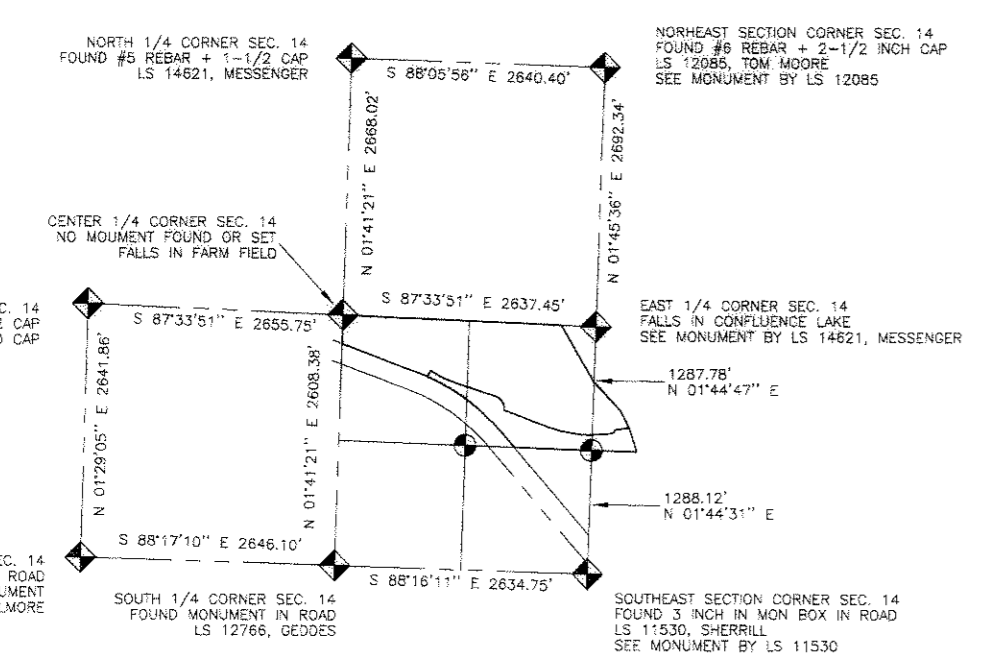 NORTH 1/4 CORNER SEC. 14
FOUND #5 REBAR + 1-1/2 CAP
LS 14621, MESSENGER
NORHEAST SECTION CORNER SEC. 14
FOUND #6 REBAR + 2-1/2 INCH CAP
LS 12085, TOM MOORE
SEE MONUMENT BY LS 12085
S 88°05'56" E 2640.40'
N 01°41'21" E 2668.02'
N 01°45'36" E 2692.34'
CENTER 1/4 CORNER SEC. 14
NO MOUMENT FOUND OR SET
FALLS IN FARM FIELD
C. 14
CAP
CAP
S 87°33'51" E 2655.75'
S 87°33'51" E 2637.45'
EAST 1/4 CORNER SEC. 14
FALLS IN CONFLUENCE LAKE
SEE MONUMENT BY LS 14621, MESSENGER
N 01°29'05" E 2641.86'
N 01°41'21" E 2608.38'
1287.78'
N 01°44'47" E
1288.12'
N 01°44'31" E
S 88°17'10" E 2646.10'
S 88°16'11" E 2634.75'
EC. 14
ROAD
UMENT
LMORE
SOUTH 1/4 CORNER SEC. 14
FOUND MONUMENT IN ROAD
LS 12766, GEDDES
SOUTHEAST SECTION CORNER SEC. 14
FOUND 3 INCH IN MON BOX IN ROAD
LS 11530, SHERRILL
SEE MONUMENT BY LS 11530